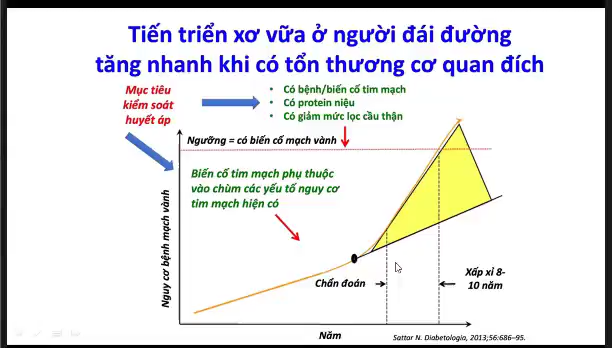 Tiến triển xơ vữa ở người đái đường
tăng nhanh khi có tổn thương cơ quan đích
Mục tiêu
kiểm soát
huyết áp
• Có bệnh/biến cố tim mạch
• Có protein niệu
• Có giảm mức lọc cầu thận
Ngưỡng = có biến cố mạch vành
Biến cố tim mạch phụ thuộc
vào chùm các yếu tố nguy cơ
tim mạch hiện có
Nguy cơ bệnh mạch vành
Chẩn đoán
Xấp xỉ 8-
10 năm
Năm
Sattar N. Diabetologia, 2013;56:686–95.